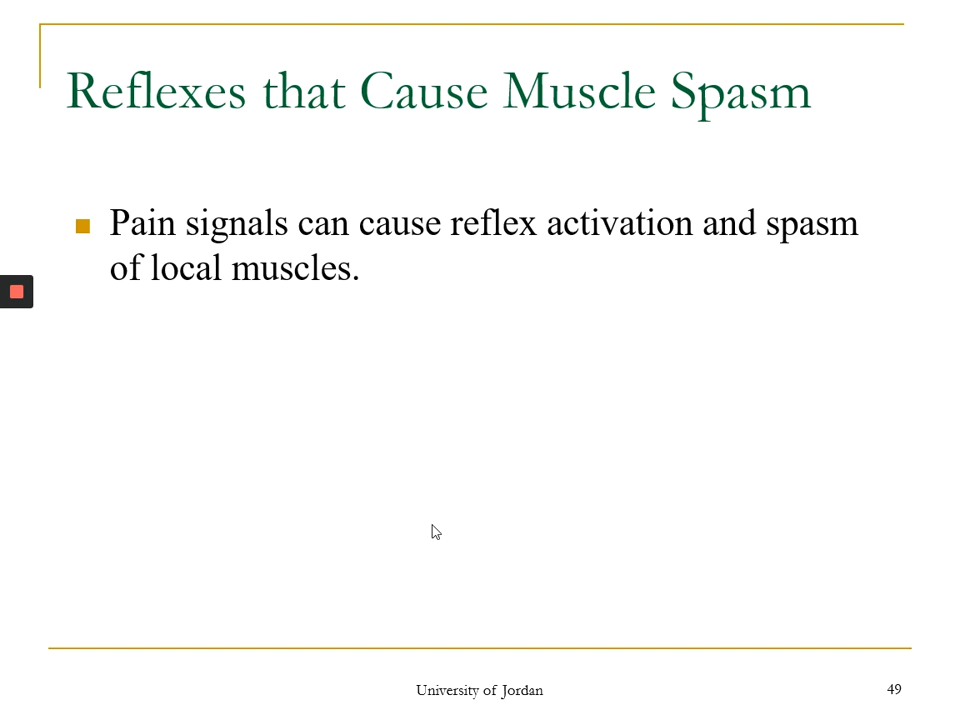 Reflexes that Cause Muscle Spasm
Pain signals can cause reflex activation and spasm
of local muscles.
University of Jordan
49